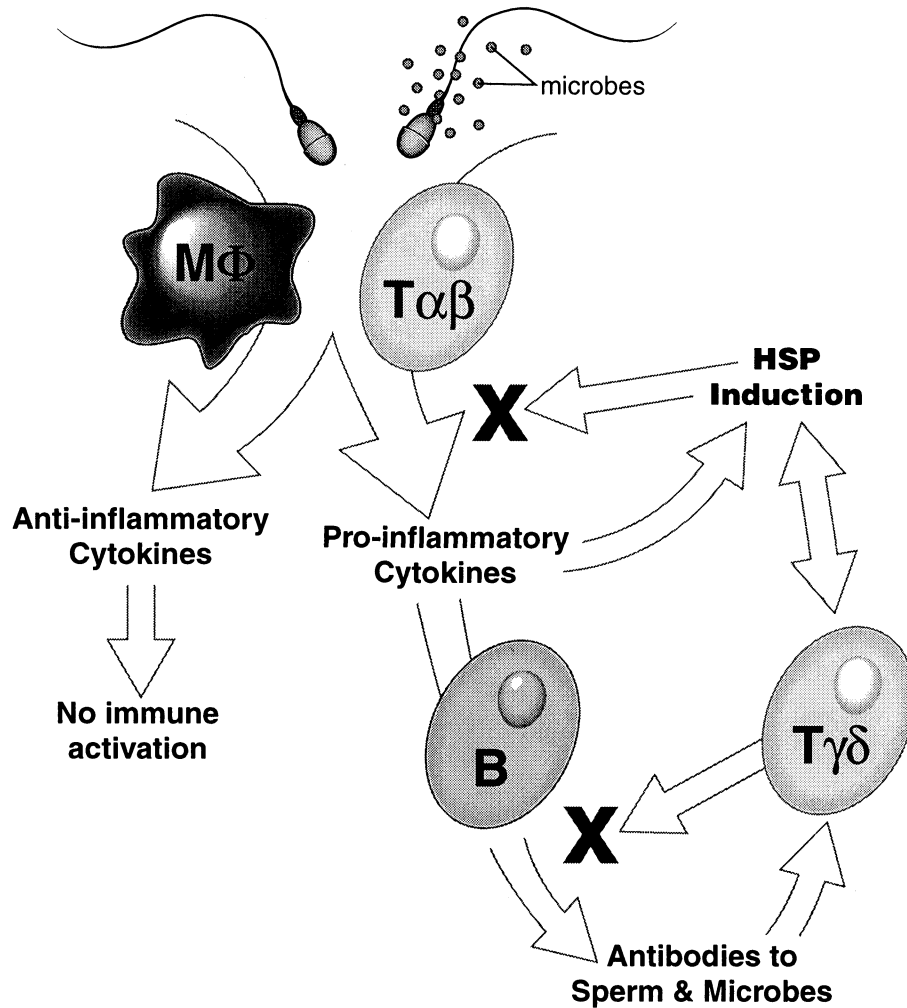 microbes
MΦ
Tαβ
HSP
Induction
X
Anti-inflammatory
Cytokines
Pro-inflammatory
Cytokines
No immune
activation
B
Tγδ
X
Antibodies to
Sperm & Microbes